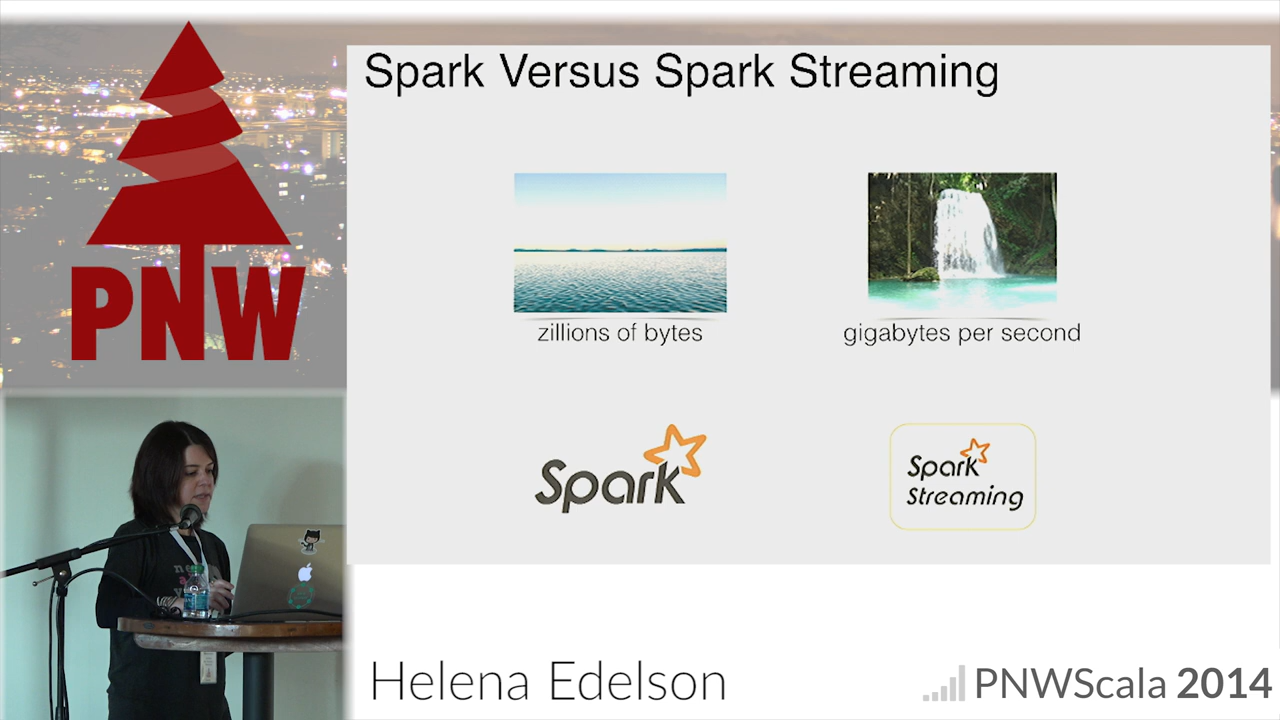 Spark Versus Spark Streaming
PNW
zillions of bytes
gigabytes per second
Spark
Spark
Streaming
Helena Edelson
PNWScala 2014